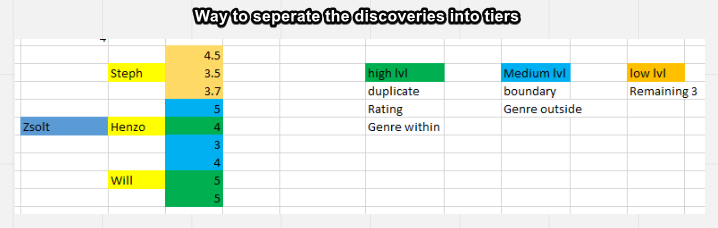 Way to seperate the discoveries into tiers
4.5
Steph 3.5 high lvl Medium lvl low lvl
3.7 duplicate boundary Remaining 3
5 Rating Genre outside
Zsolt Henzo 4 Genre within
3
4
Will 5
5